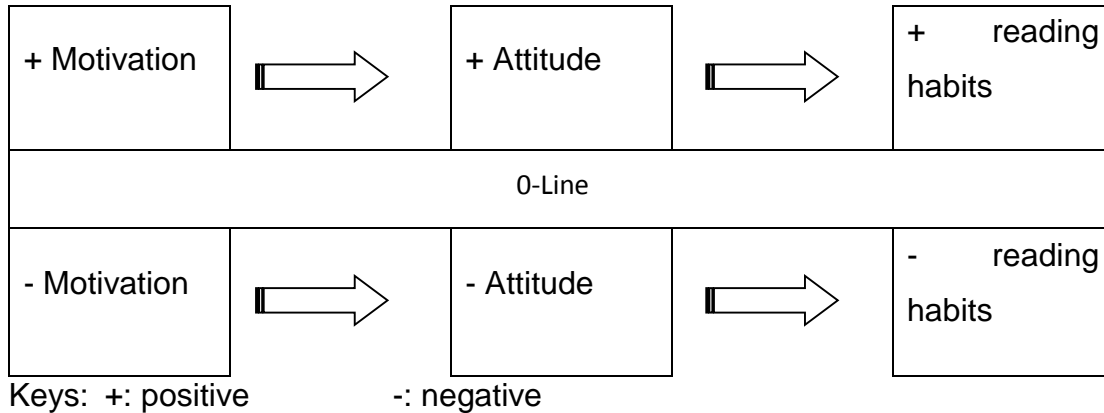 + Motivation
+ Attitude
+ reading
habits
0-Line
- Motivation
- Attitude
- reading
habits
Keys: +: positive -: negative